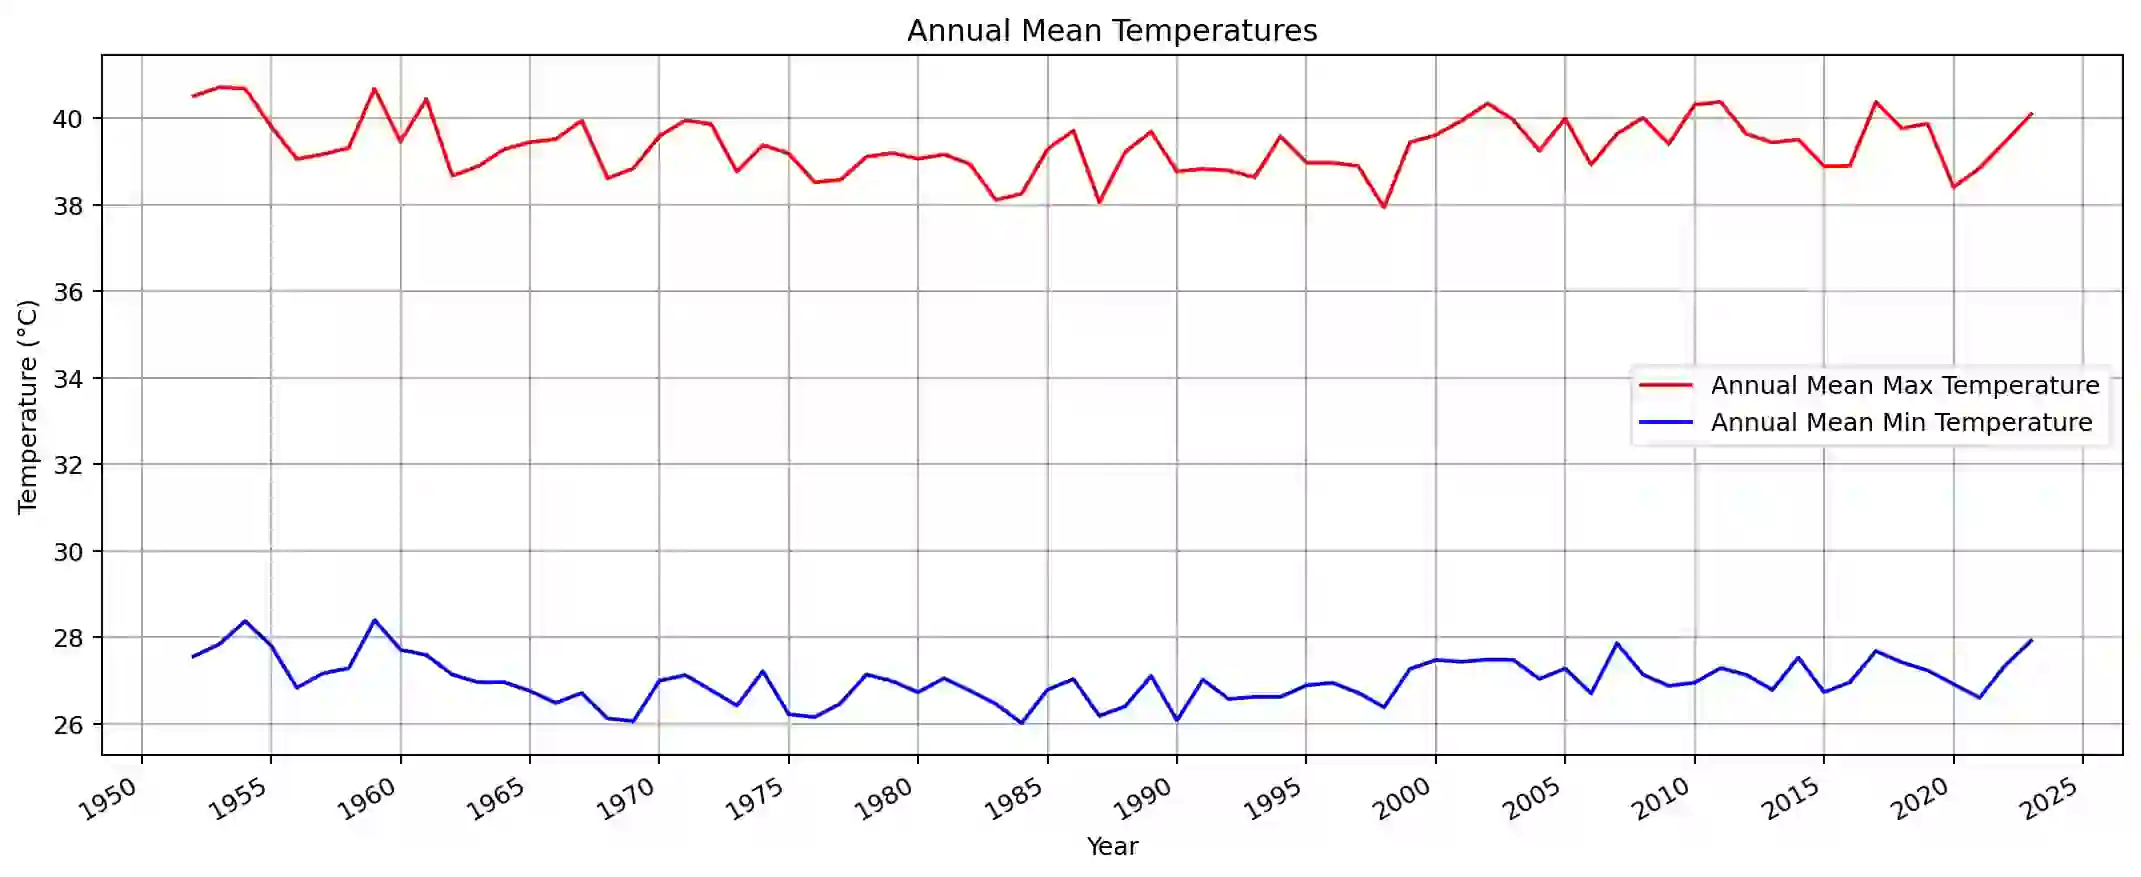 Annual Mean Temperatures
Temperature (°C)
40
38
36
34
32
30
28
26
Annual Mean Max Temperature
Annual Mean Min Temperature
1950 1955 1960 1965 1970 1975 1980 1985 1990 1995 2000 2005 2010 2015 2020 2025
Year